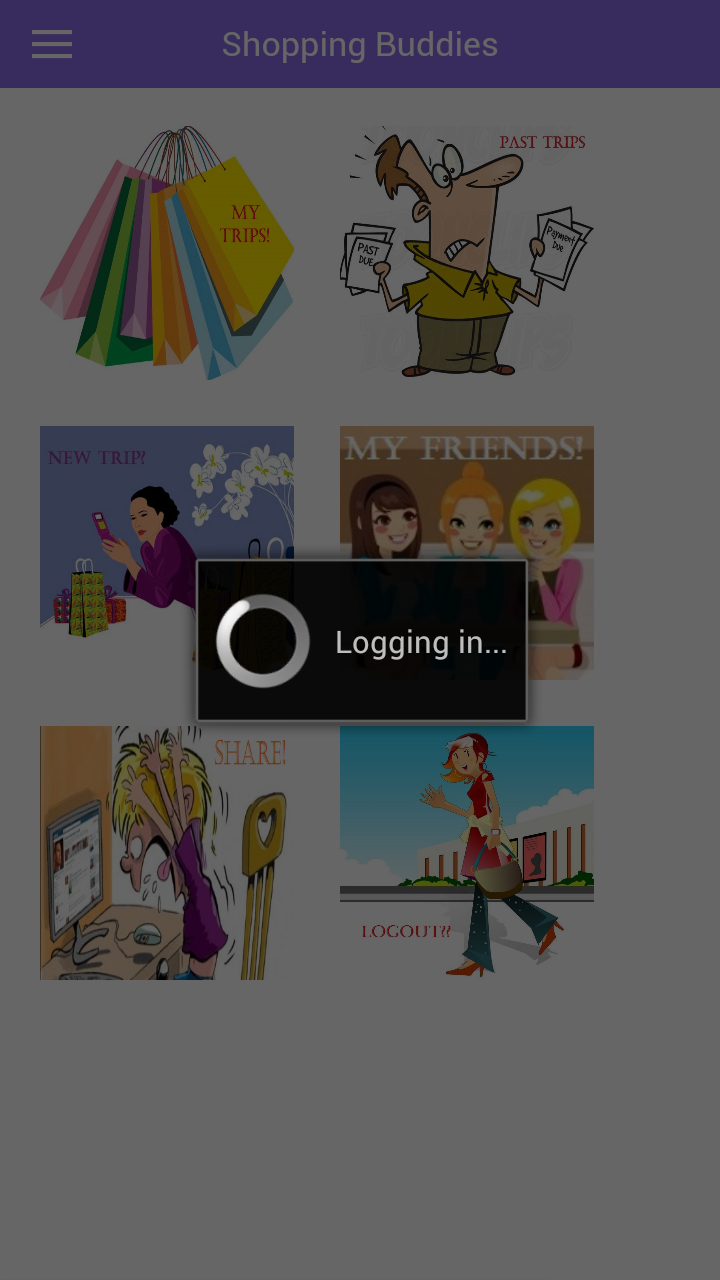 Shopping Buddies
MY
TRIPS!
PAST TRIPS
PAST
DUE
Payment
Due
NEW TRIP?
MY FRIENDS!
Logging in...
SHARE!
LOGOUT??